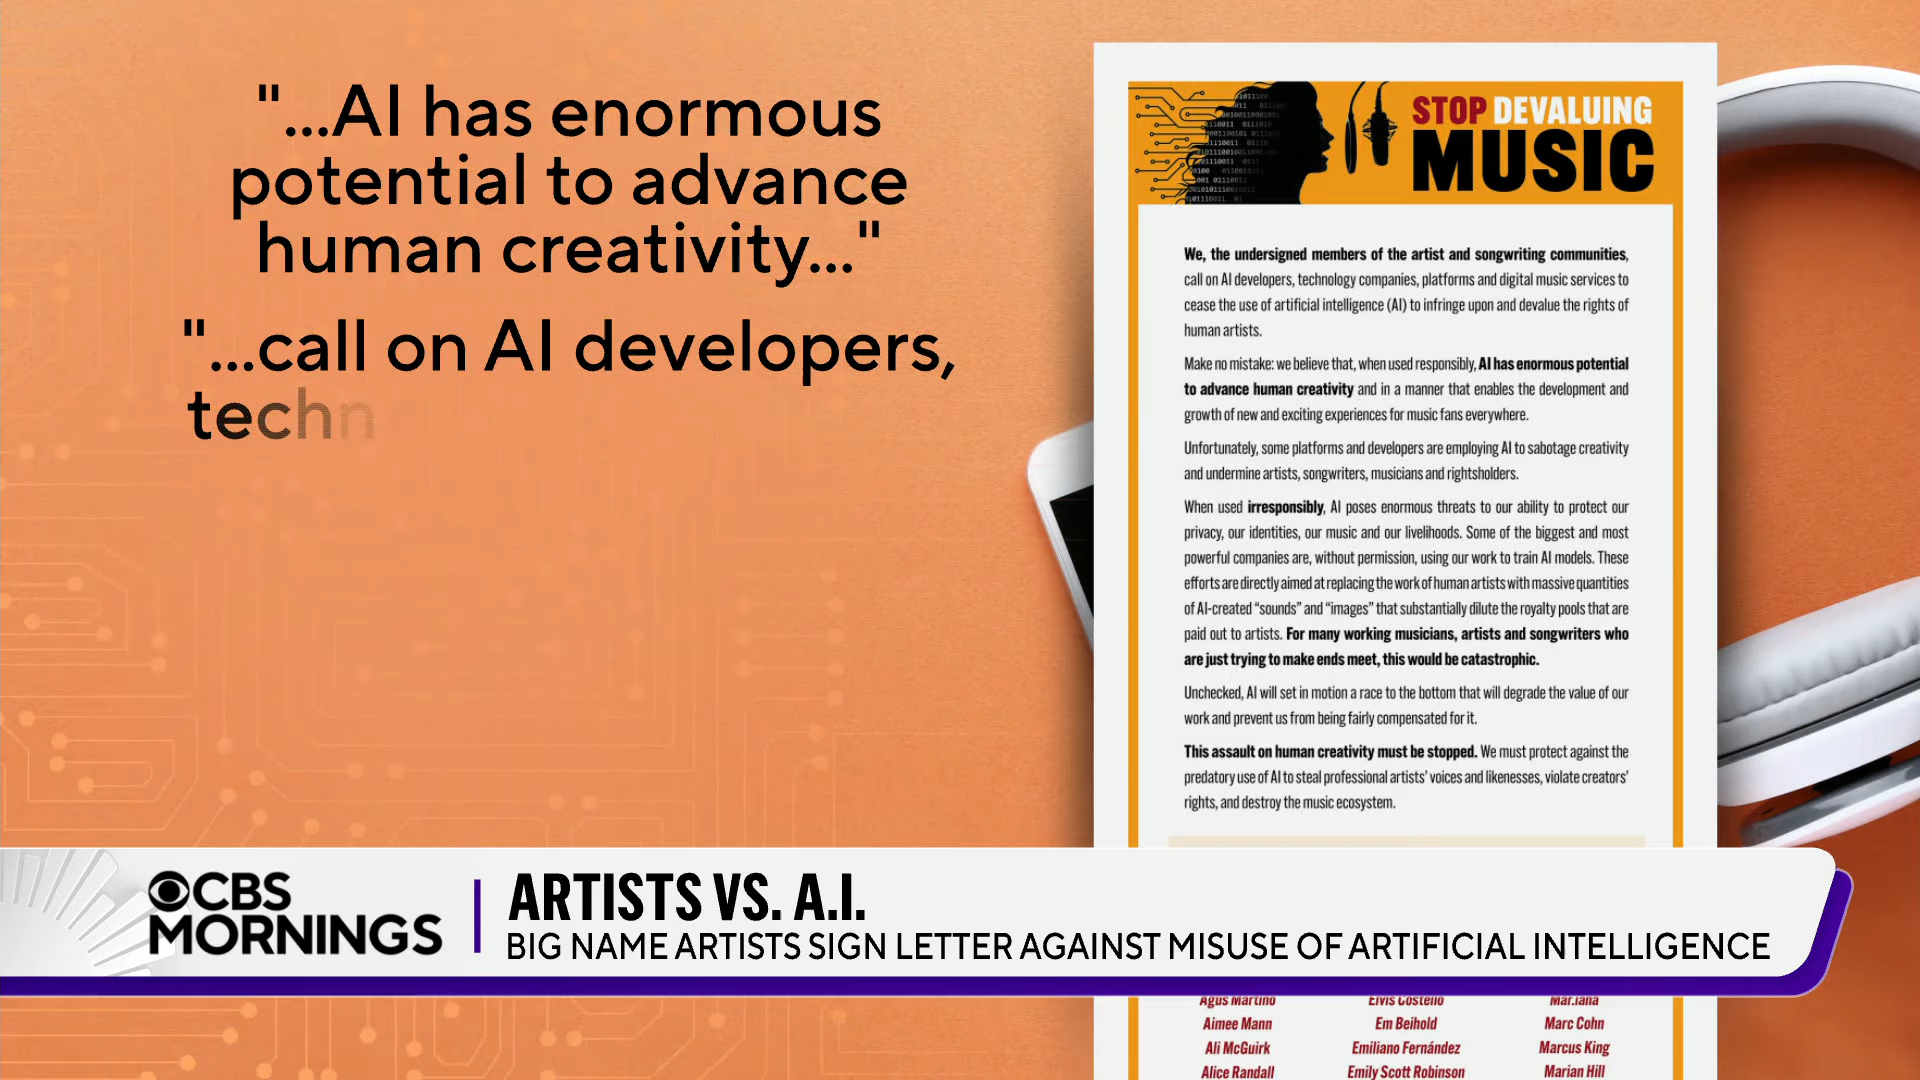 "...AI has enormous
potential to advance
human creativity..."
"...call on AI developers,
techn
STOP DEVALUING
MUSIC
We, the undersigned members of the artist and songwriting communities,
call on AI developers, technology companies, platforms and digital music services to
cease the use of artificial intelligence (AI) to infringe upon and devalue the rights of
human artists.
Make no mistake: we believe that, when used responsibly, AI has enormous potential
to advance human creativity and in a manner that enables the development and
growth of new and exciting experiences for music fans everywhere.
Unfortunately, some platforms and developers are employing AI to sabotage creativity
and undermine artists, songwriters, musicians and rightsholders.
When used irresponsibly, AI poses enormous threats to our ability to protect our
privacy, our identities, our music and our livelihoods. Some of the biggest and most
powerful companies are, without permission, using our work to train AI models. These
efforts are directly aimed at replacing the work of human artists with massive quantities
of AI-created “sounds” and “images” that substantially dilute the royalty pools that are
paid out to artists. For many working musicians, artists and songwriters who
are just trying to make ends meet, this would be catastrophic.
Unchecked, AI will set in motion a race to the bottom that will degrade the value of our
work and prevent us from being fairly compensated for it.
This assault on human creativity must be stopped. We must protect against the
predatory use of AI to steal professional artists’ voices and likenesses, violate creators’
rights, and destroy the music ecosystem.
CBS
MORNINGS
ARTISTS VS. A.I.
BIG NAME ARTISTS SIGN LETTER AGAINST MISUSE OF ARTIFICIAL INTELLIGENCE
Agus Martino Elvis Costello Mar.iana
Aimee Mann Em Beihold Marc Cohn
Ali McGuirk Emiliano Fernández Marcus King
Alice Randall Emily Scott Robinson Marian Hill